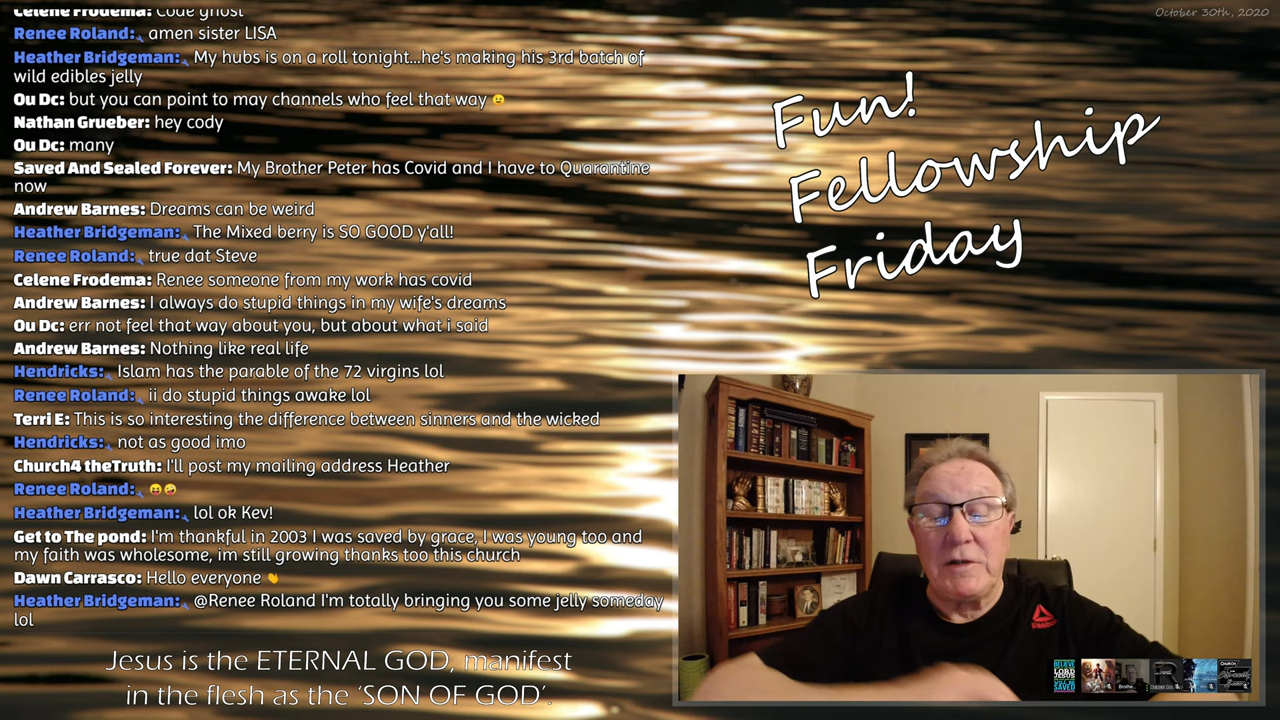 October 30th, 2020
Celene Frodema: Code ghost
Renee Roland: amen sister LISA
Heather Bridgeman: My hubs is on a roll tonight...he's making his 3rd batch of
wild edibles jelly
Ou Dc: but you can point to may channels who feel that way 😉
Nathan Grueber: hey cody
Ou Dc: many
Saved And Sealed Forever: My Brother Peter has Covid and I have to Quarantine
now
Andrew Barnes: Dreams can be weird
Heather Bridgeman: The Mixed berry is SO GOOD y'all!
Renee Roland: true dat Steve
Celene Frodema: Renee someone from my work has covid
Andrew Barnes: I always do stupid things in my wife's dreams
Ou Dc: err not feel that way about you, but about what i said
Andrew Barnes: Nothing like real life
Hendricks: Islam has the parable of the 72 virgins lol
Renee Roland: ii do stupid things awake lol
Terri E: This is so interesting the difference between sinners and the wicked
Hendricks: not as good imo
Church4 theTruth: I'll post my mailing address Heather
Renee Roland: 😝🤪
Heather Bridgeman: lol ok Kev!
Get to The pond: I'm thankful in 2003 I was saved by grace, I was young too and
my faith was wholesome, im still growing thanks too this church
Dawn Carrasco: Hello everyone 👋
Heather Bridgeman: @Renee Roland I'm totally bringing you some jelly someday
lol
Jesus is the ETERNAL GOD, manifest
in the flesh as the 'SON OF GOD'.
Fun!
Fellowship
Friday
Reebok
BELIEVE
LORD
JESUS
SAVED